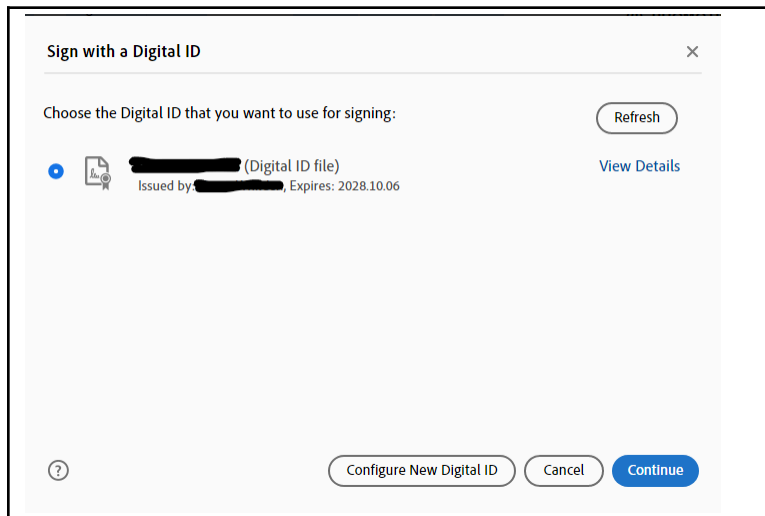 Sign with a Digital ID
Choose the Digital ID that you want to use for signing:
Refresh
(Digital ID file)
View Details
Issued by: , Expires: 2028.10.06
?
Configure New Digital ID
Cancel
Continue